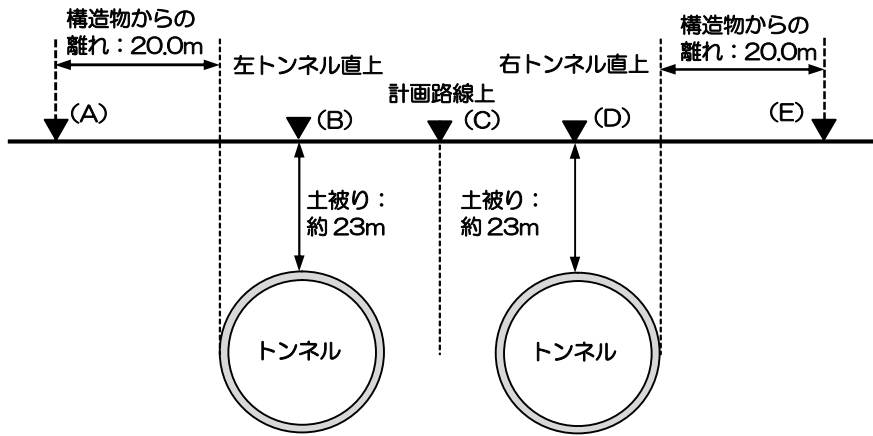 構造物からの
離れ：20.0m
構造物からの
離れ：20.0m
左トンネル直上
右トンネル直上
計画路線上
(A)
(B)
(C)
(D)
(E)
土被り：
約23m
土被り：
約23m
トンネル
トンネル